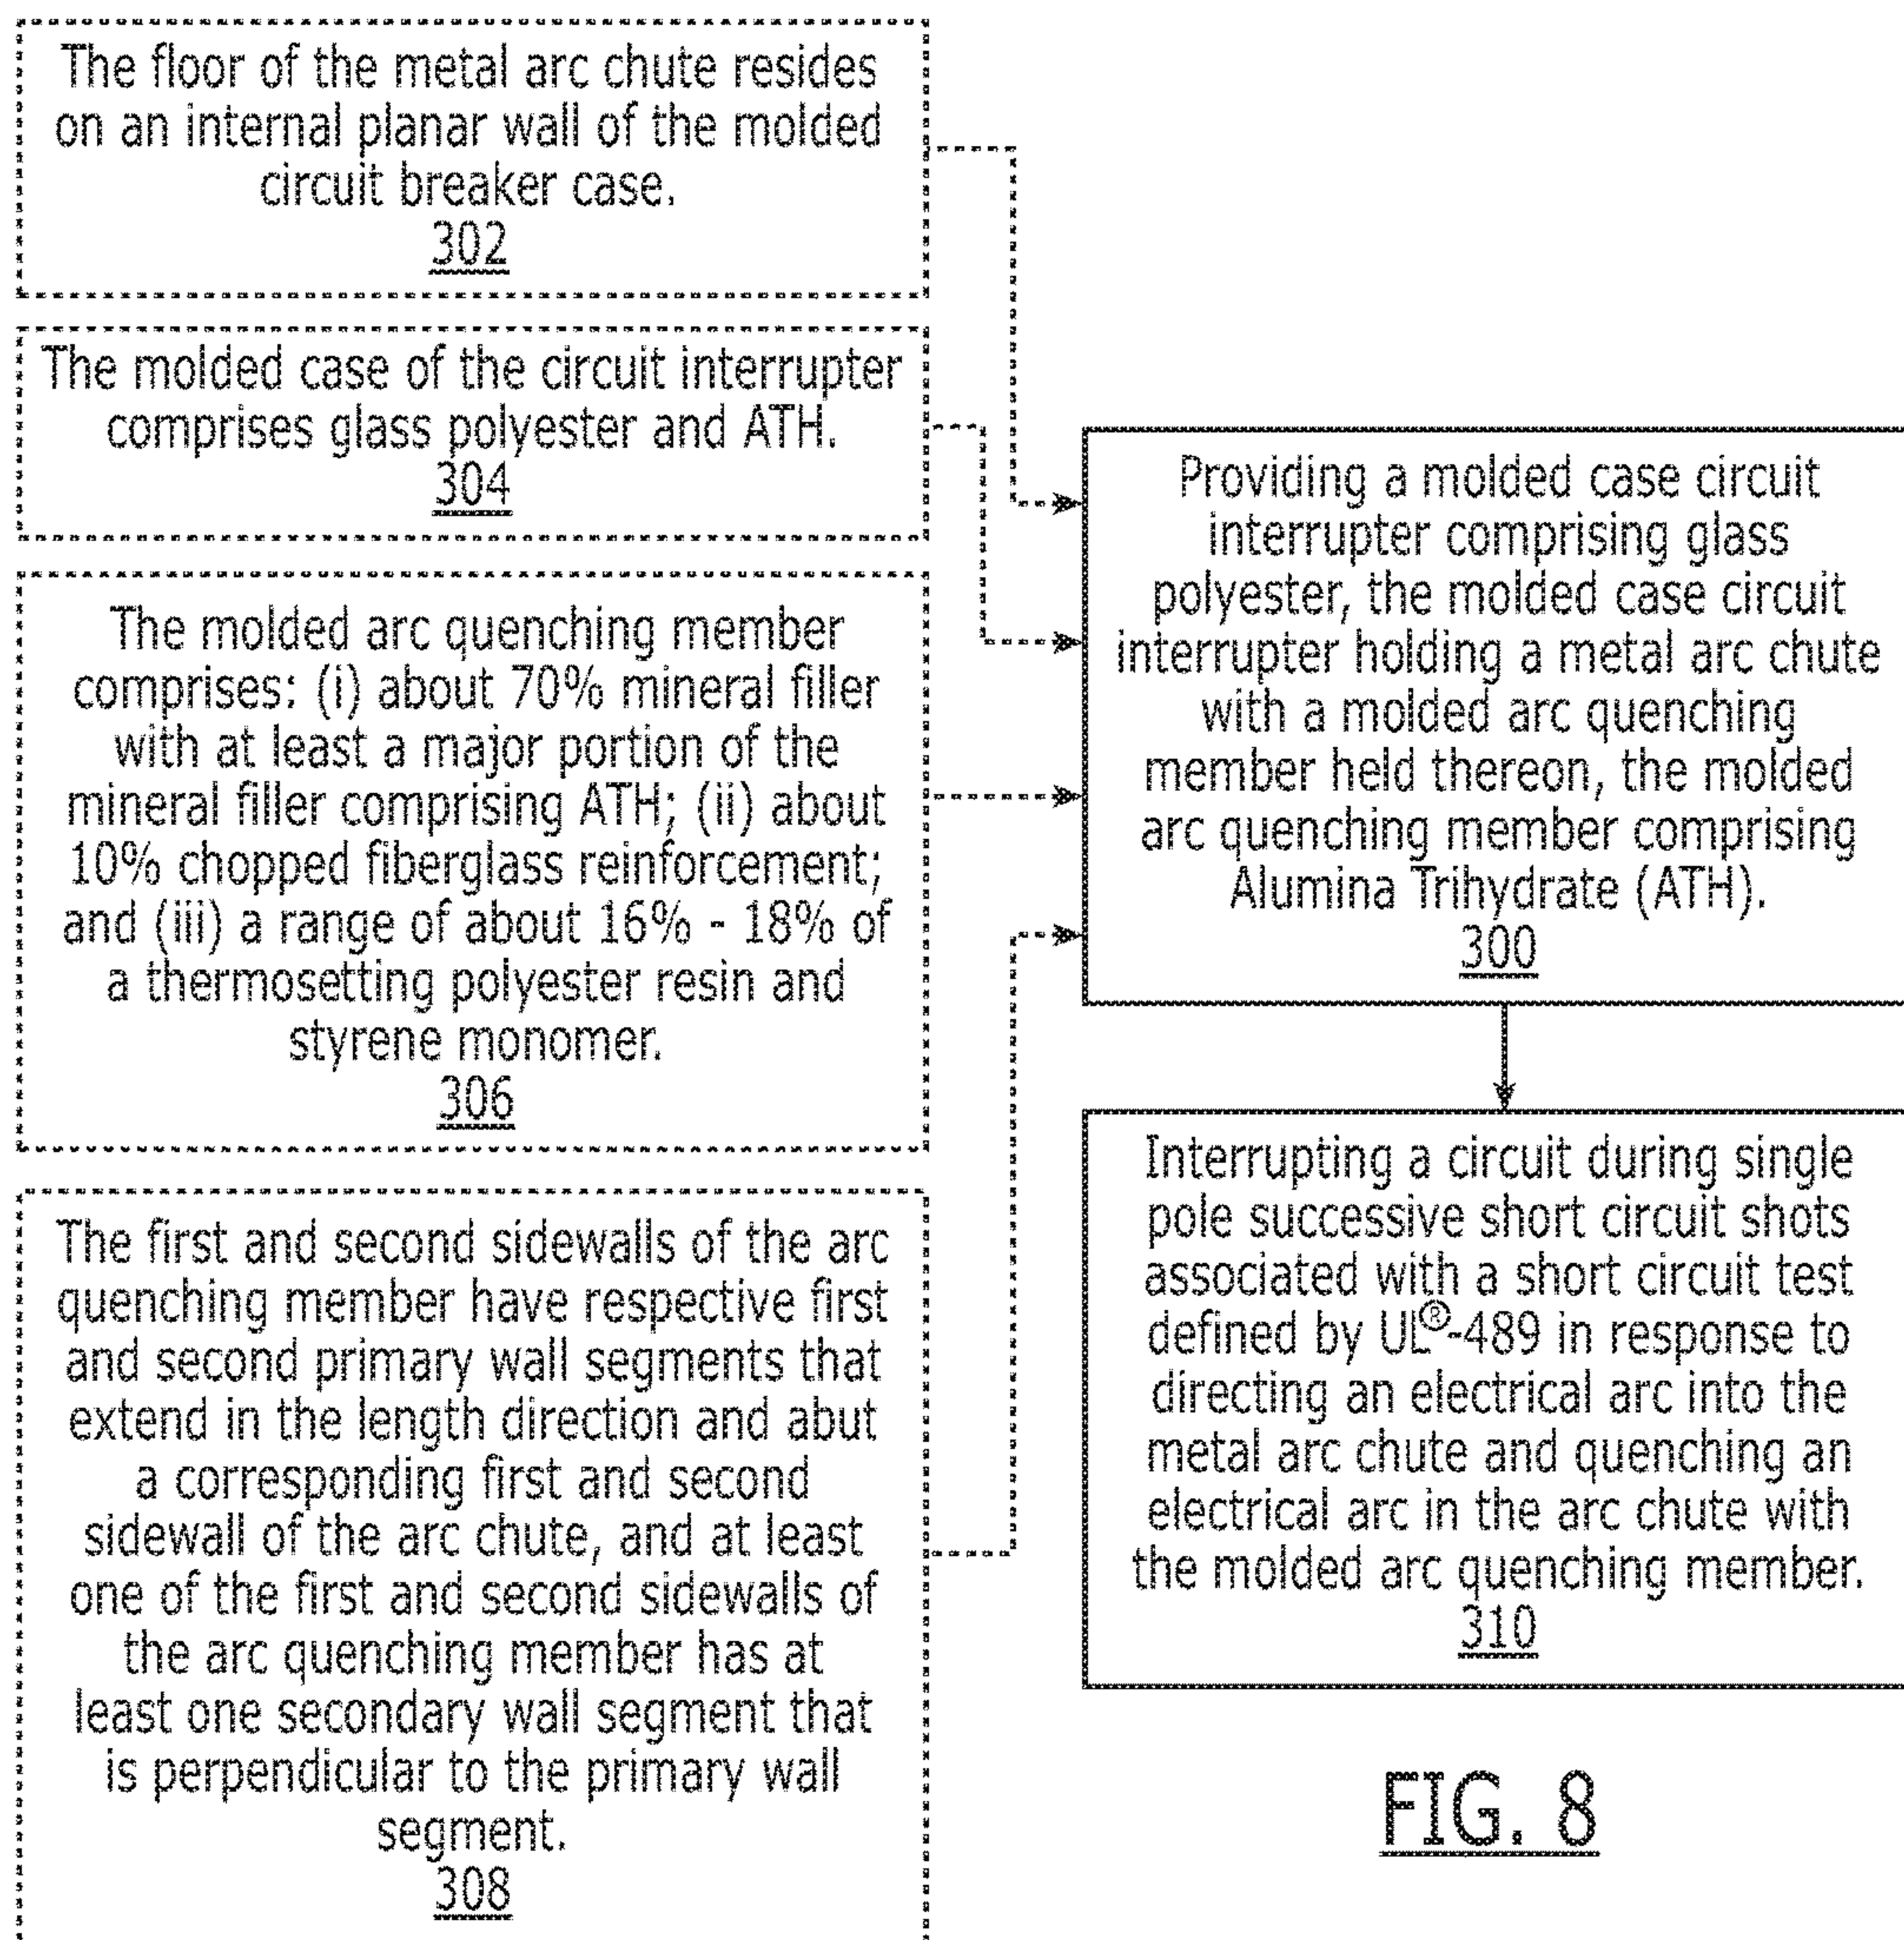 The floor of the metal arc chute resides
on an internal planar wall of the molded
circuit breaker case.
302
The molded case of the circuit interrupter
comprises glass polyester and ATH.
304
The molded arc quenching member
comprises: (i) about 70% mineral filler
with at least a major portion of the
mineral filler comprising ATH; (ii) about
10% chopped fiberglass reinforcement;
and (iii) a range of about 16% - 18% of
a thermosetting polyester resin and
styrene monomer.
306
The first and second sidewalls of the arc
quenching member have respective first
and second primary wall segments that
extend in the length direction and abut
a corresponding first and second
sidewall of the arc chute, and at least
one of the first and second sidewalls of
the arc quenching member has at
least one secondary wall segment that
is perpendicular to the primary wall
segment.
308
Providing a molded case circuit
interrupter comprising glass
polyester, the molded case circuit
interrupter holding a metal arc chute
with a molded arc quenching
member held thereon, the molded
arc quenching member comprising
Alumina Trihydrate (ATH).
300
Interrupting a circuit during single
pole successive short circuit shots
associated with a short circuit test
defined by UL®-489 in response to
directing an electrical arc into the
metal arc chute and quenching an
electrical arc in the arc chute with
the molded arc quenching member.
310
FIG. 8